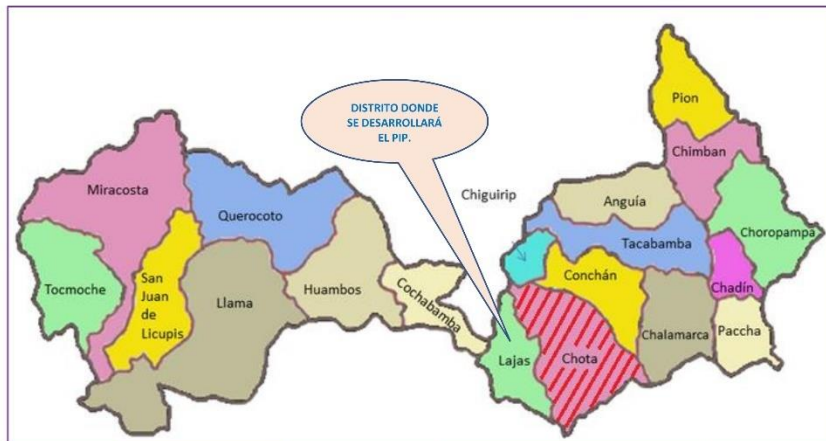 DISTRITO DONDE
SE DESARROLLARÁ
EL PIP.
Pion
Chimban
Miracosta
Chiguirip
Anguía
Querocoto
Choropampa
Tacabamba
Tocmoche
San
Juan
de
Licupis
Llama
Huambos
Cochabamba
Conchán
Chadín
Lajas
Chota
Chalamarca
Paccha